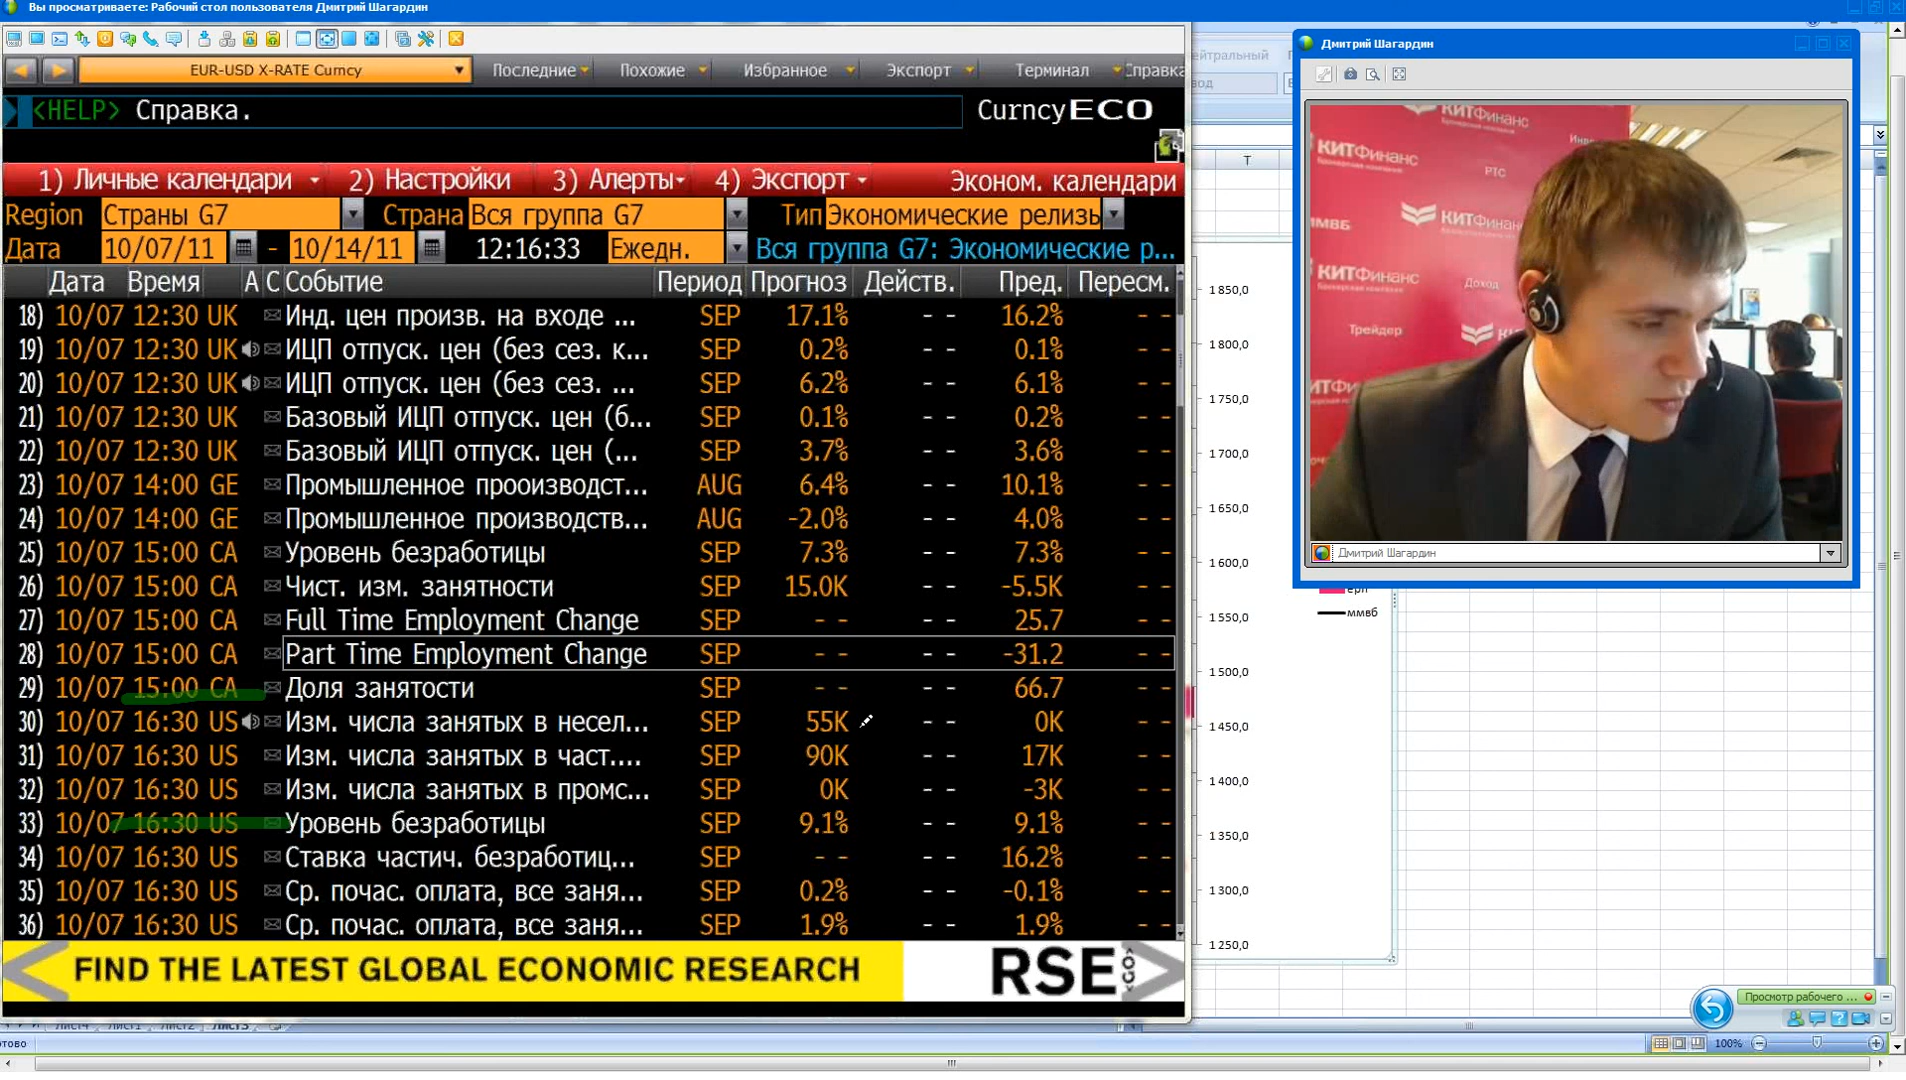 Вы просматриваете: Рабочий стол пользователя Дмитрий Шагардин
EUR-USD X-RATE Curncy
Последние
Похожие
Избранное
Экспорт
Терминал
Справка
<HELP> Справка.
Curncy ECO
1) Личные календари
2) Настройки
3) Алерты
4) Экспорт
Эконом. календари
Region Страны G7 Страна Вся группа G7 Тип Экономические релизы
Дата 10/07/11 - 10/14/11 12:16:33 Ежедн. Вся группа G7: Экономические р...
Дата Время A C Событие Период Прогноз Действ. Пред. Пересм.
18) 10/07 12:30 UK Инд. цен произв. на входе ... SEP 17.1% -- 16.2% --
19) 10/07 12:30 UK ИЦП отпуск. цен (без сез. к... SEP 0.2% -- 0.1% --
20) 10/07 12:30 UK ИЦП отпуск. цен (без сез. ... SEP 6.2% -- 6.1% --
21) 10/07 12:30 UK Базовый ИЦП отпуск. цен (б... SEP 0.1% -- 0.2% --
22) 10/07 12:30 UK Базовый ИЦП отпуск. цен (... SEP 3.7% -- 3.6% --
23) 10/07 14:00 GE Промышленное прооизводст... AUG 6.4% -- 10.1% --
24) 10/07 14:00 GE Промышленное производств... AUG -2.0% -- 4.0% --
25) 10/07 15:00 CA Уровень безработицы SEP 7.3% -- 7.3% --
26) 10/07 15:00 CA Чист. изм. занятности SEP 15.0K -- -5.5K --
27) 10/07 15:00 CA Full Time Employment Change SEP -- -- 25.7 --
28) 10/07 15:00 CA Part Time Employment Change SEP -- -- -31.2 --
29) 10/07 15:00 CA Доля занятости SEP -- -- 66.7 --
30) 10/07 16:30 US Изм. числа занятых в несел... SEP 55K -- 0K --
31) 10/07 16:30 US Изм. числа занятых в част.... SEP 90K -- 17K --
32) 10/07 16:30 US Изм. числа занятых в промс... SEP 0K -- -3K --
33) 10/07 16:30 US Уровень безработицы SEP 9.1% -- 9.1% --
34) 10/07 16:30 US Ставка частич. безработиц... SEP -- -- 16.2% --
35) 10/07 16:30 US Ср. почас. оплата, все заня... SEP 0.2% -- -0.1% --
36) 10/07 16:30 US Ср. почас. оплата, все заня... SEP 1.9% -- 1.9% --
FIND THE LATEST GLOBAL ECONOMIC RESEARCH
RSE <GO>
Лист4 Лист1 Лист2 Лист3
T
1 850,0
1 800,0
1 750,0
1 700,0
1 650,0
1 600,0
1 550,0
1 500,0
1 450,0
1 400,0
1 350,0
1 300,0
1 250,0
ммвб
Дмитрий Шагардин
КИТФинанс
КИТФинанс
РТС
КИТФинанс
ММВБ
КИТФинанс
Доход
Трейдер
Дмитрий Шагардин
Просмотр рабочего ...
100%